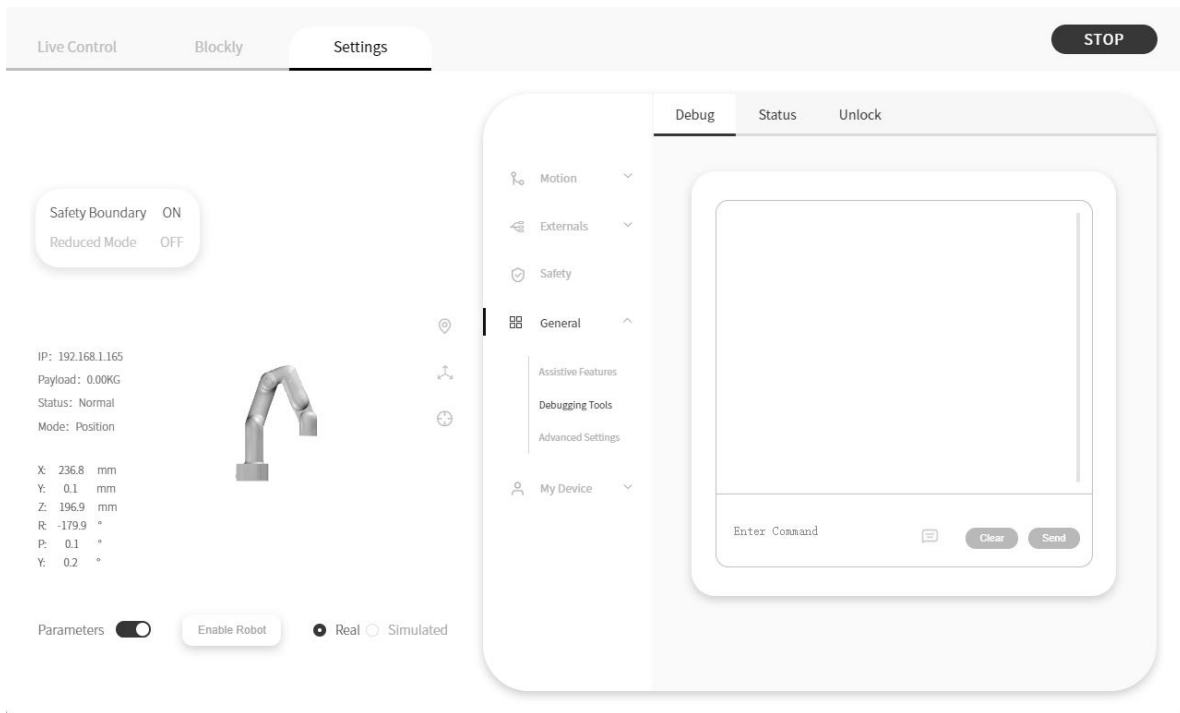 Live Control Blockly Settings STOP
Debug Status Unlock
Safety Boundary ON
Reduced Mode OFF
IP: 192.168.1.165
Payload: 0.00KG
Status: Normal
Mode: Position
X: 236.8 mm
Y: 0.1 mm
Z: 196.9 mm
R: -179.9 °
P: 0.1 °
Y: 0.2 °
Parameters Enable Robot Real Simulated
Motion
Externals
Safety
General
Assistive Features
Debugging Tools
Advanced Settings
My Device
Enter Command Clear Send